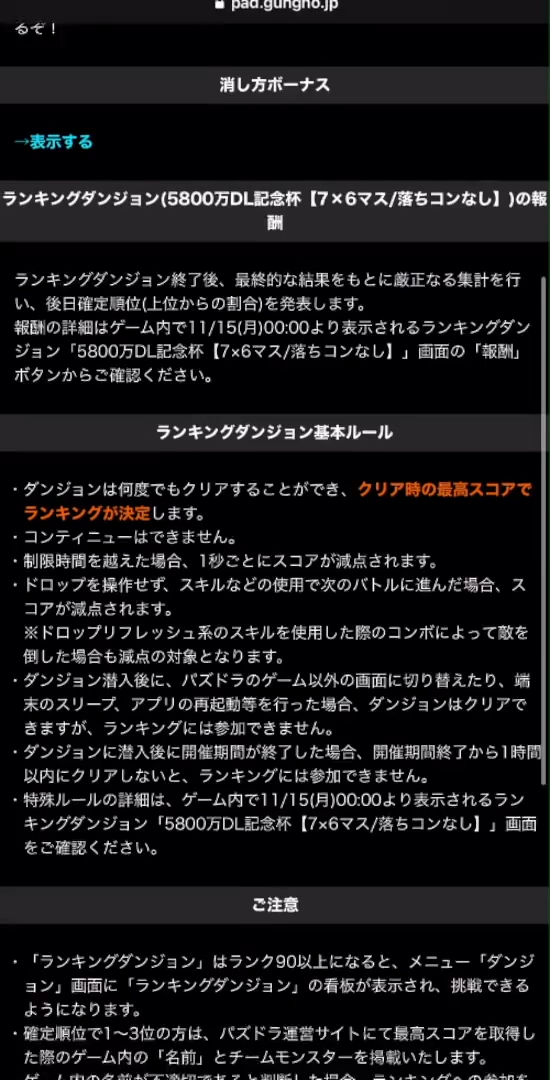 pad.gungho.jp
るぞ！
消し方ボーナス
→表示する
ランキングダンジョン(5800万DL記念杯【7×6マス/落ちコンなし】)の報
酬
ランキングダンジョン終了後、最終的な結果をもとに厳正なる集計を行
い、後日確定順位(上位からの割合)を発表します。
報酬の詳細はゲーム内で11/15(月)00:00より表示されるランキングダン
ジョン「5800万DL記念杯【7×6マス/落ちコンなし】」画面の「報酬」
ボタンからご確認ください。
ランキングダンジョン基本ルール
・ダンジョンは何度でもクリアすることができ、クリア時の最高スコアで
ランキングが決定します。
・コンティニューはできません。
・制限時間を越えた場合、1秒ごとにスコアが減点されます。
・ドロップを操作せず、スキルなどの使用で次のバトルに進んだ場合、ス
コアが減点されます。
※ドロップリフレッシュ系のスキルを使用した際のコンボによって敵を
倒した場合も減点の対象となります。
・ダンジョン潜入後に、パズドラのゲーム以外の画面に切り替えたり、端
末のスリープ、アプリの再起動等を行った場合、ダンジョンはクリアで
きますが、ランキングには参加できません。
・ダンジョンに潜入後に開催期間が終了した場合、開催期間終了から1時間
以内にクリアしないと、ランキングには参加できません。
・特殊ルールの詳細は、ゲーム内で11/15(月)00:00より表示されるラン
キングダンジョン「5800万DL記念杯【7×6マス/落ちコンなし】」画面
をご確認ください。
ご注意
・「ランキングダンジョン」はランク90以上になると、メニュー「ダンジ
ョン」画面に「ランキングダンジョン」の看板が表示され、挑戦できる
ようになります。
・確定順位で1〜3位の方は、パズドラ運営サイトにて最高スコアを取得し
た際のゲーム内の「名前」とチームモンスターを掲載いたします。
ゲーム内の名前が不適切であると判断した場合、ランキングへの参加を